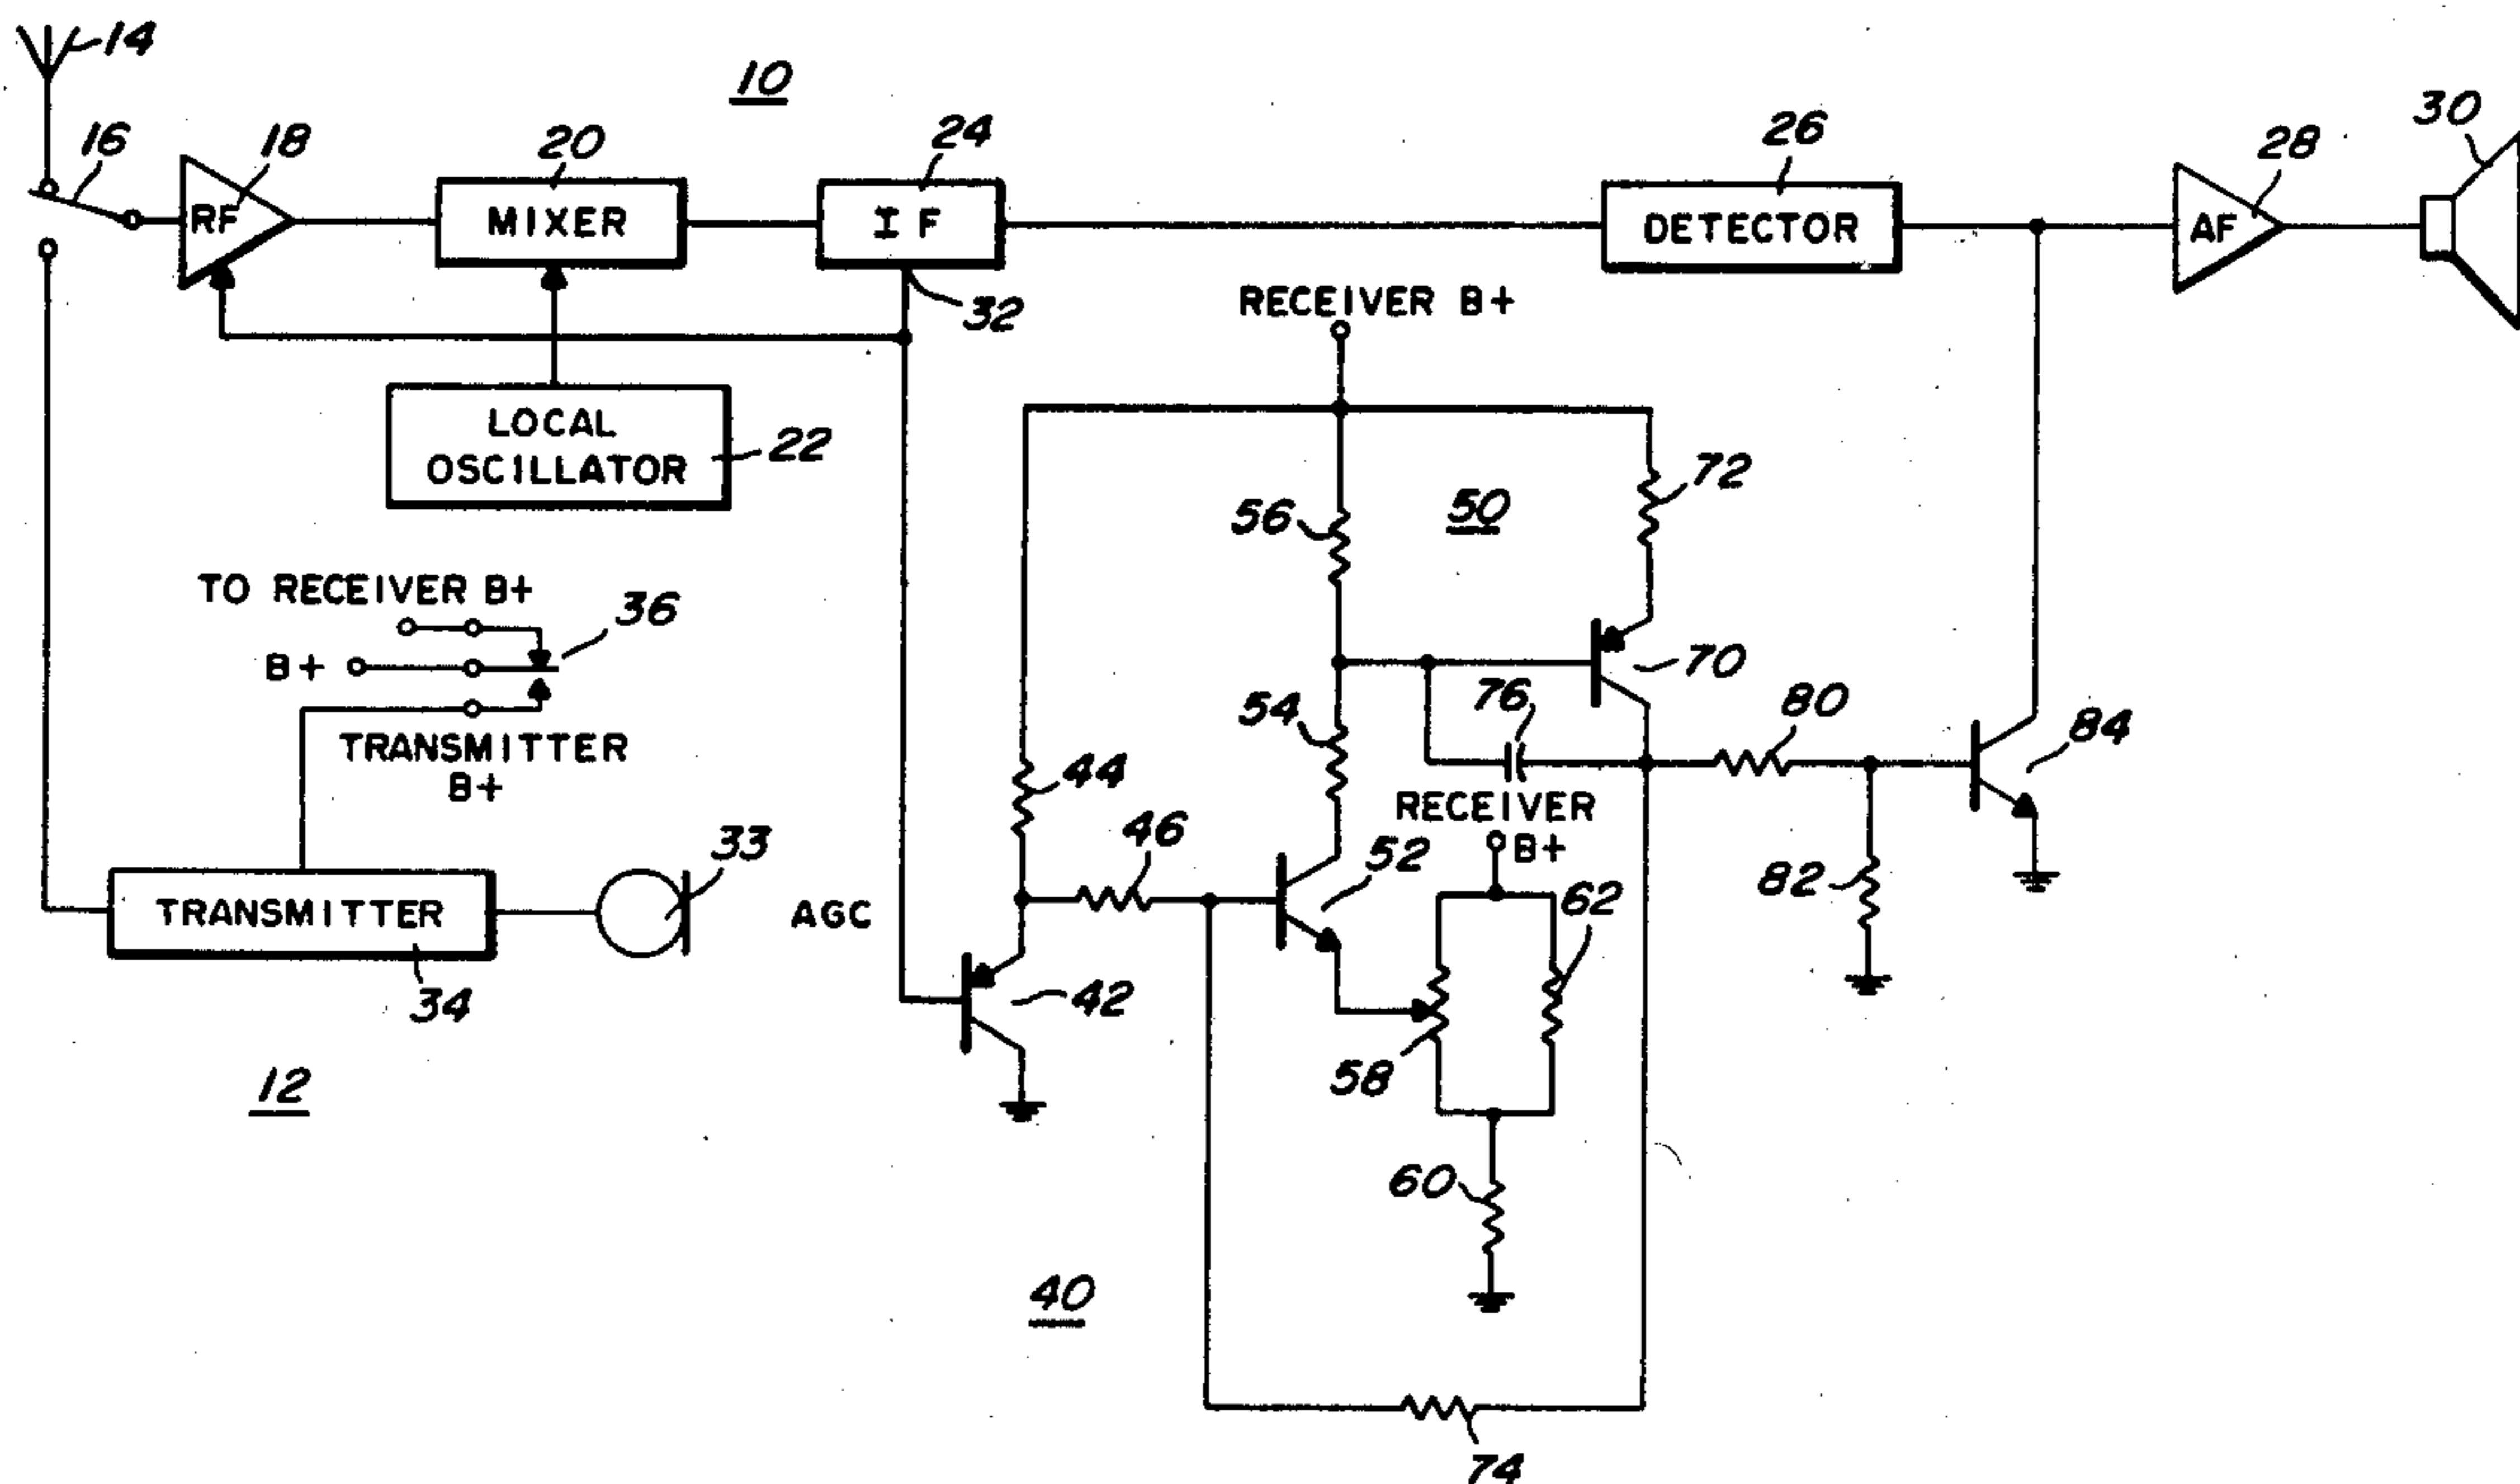 14
10
16
18
20
24
26
28
30
RF
MIXER
IF
DETECTOR
AF
32
RECEIVER B+
LOCAL
OSCILLATOR
22
56
50
72
TO RECEIVER B+
36
B+
70
76
54
80
84
TRANSMITTER
B+
44
RECEIVER
B+
46
52
33
62
82
TRANSMITTER
AGC
34
42
58
12
60
40
74